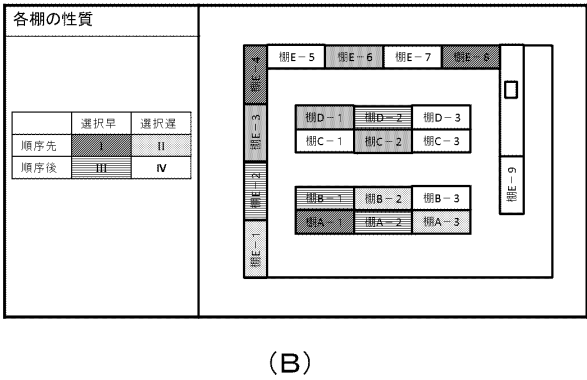 各棚の性質
選択早 選択遅
順序先 I II
順序後 III IV
棚E－5 棚E－6 棚E－7 棚E－8
棚E－4
棚E－3
棚E－2
棚E－1
棚D－1 棚D－2 棚D－3
棚C－1 棚C－2 棚C－3
棚B－1 棚B－2 棚B－3
棚A－1 棚A－2 棚A－3
棚E－9
（B）